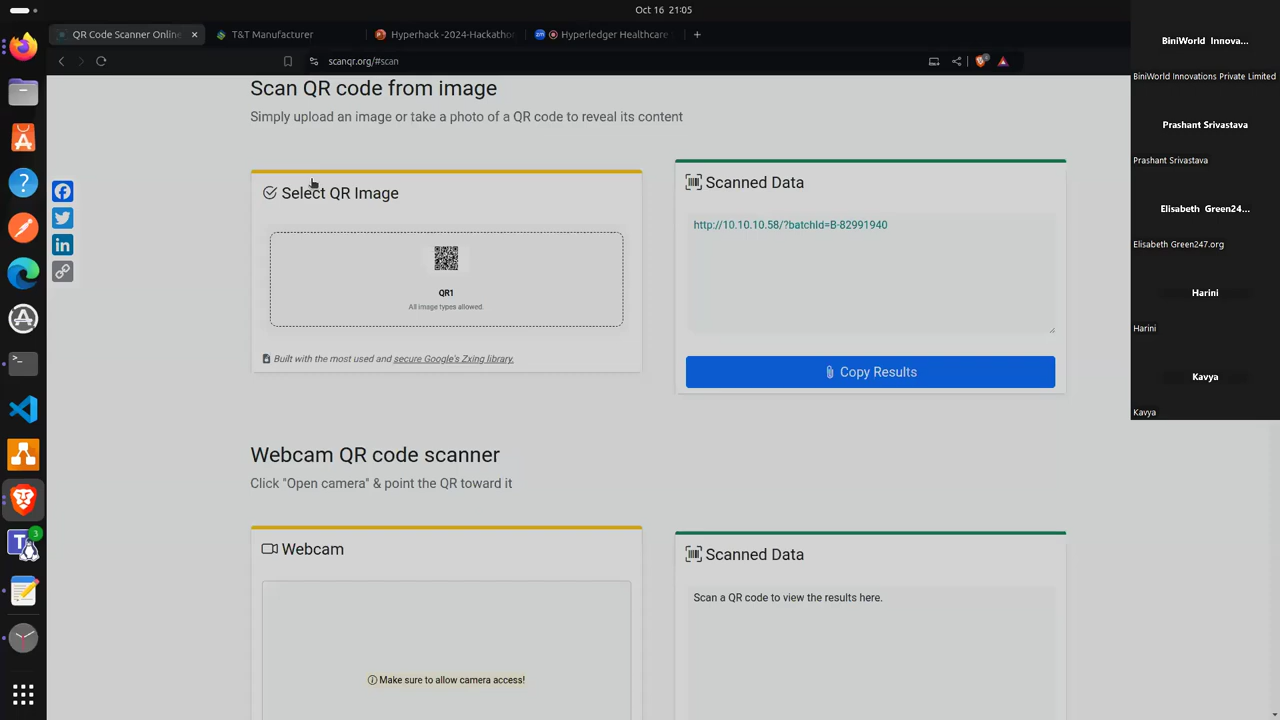 Oct 16 21:05
QR Code Scanner Online
T&T Manufacturer
Hyperhack -2024-Hackatho
Hyperledger Healthcare
scanqr.org/#scan
Scan QR code from image
Simply upload an image or take a photo of a QR code to reveal its content
Select QR Image
QR1
All image types allowed.
Built with the most used and secure Google's Zxing library.
Scanned Data
http://10.10.10.58/?batchId=B-82991940
Copy Results
Webcam QR code scanner
Click "Open camera" & point the QR toward it
Webcam
Make sure to allow camera access!
Scanned Data
Scan a QR code to view the results here.
BiniWorld Innova...
BiniWorld Innovations Private Limited
Prashant Srivastava
Prashant Srivastava
Elisabeth Green24...
Elisabeth Green247.org
Harini
Harini
Kavya
Kavya
3